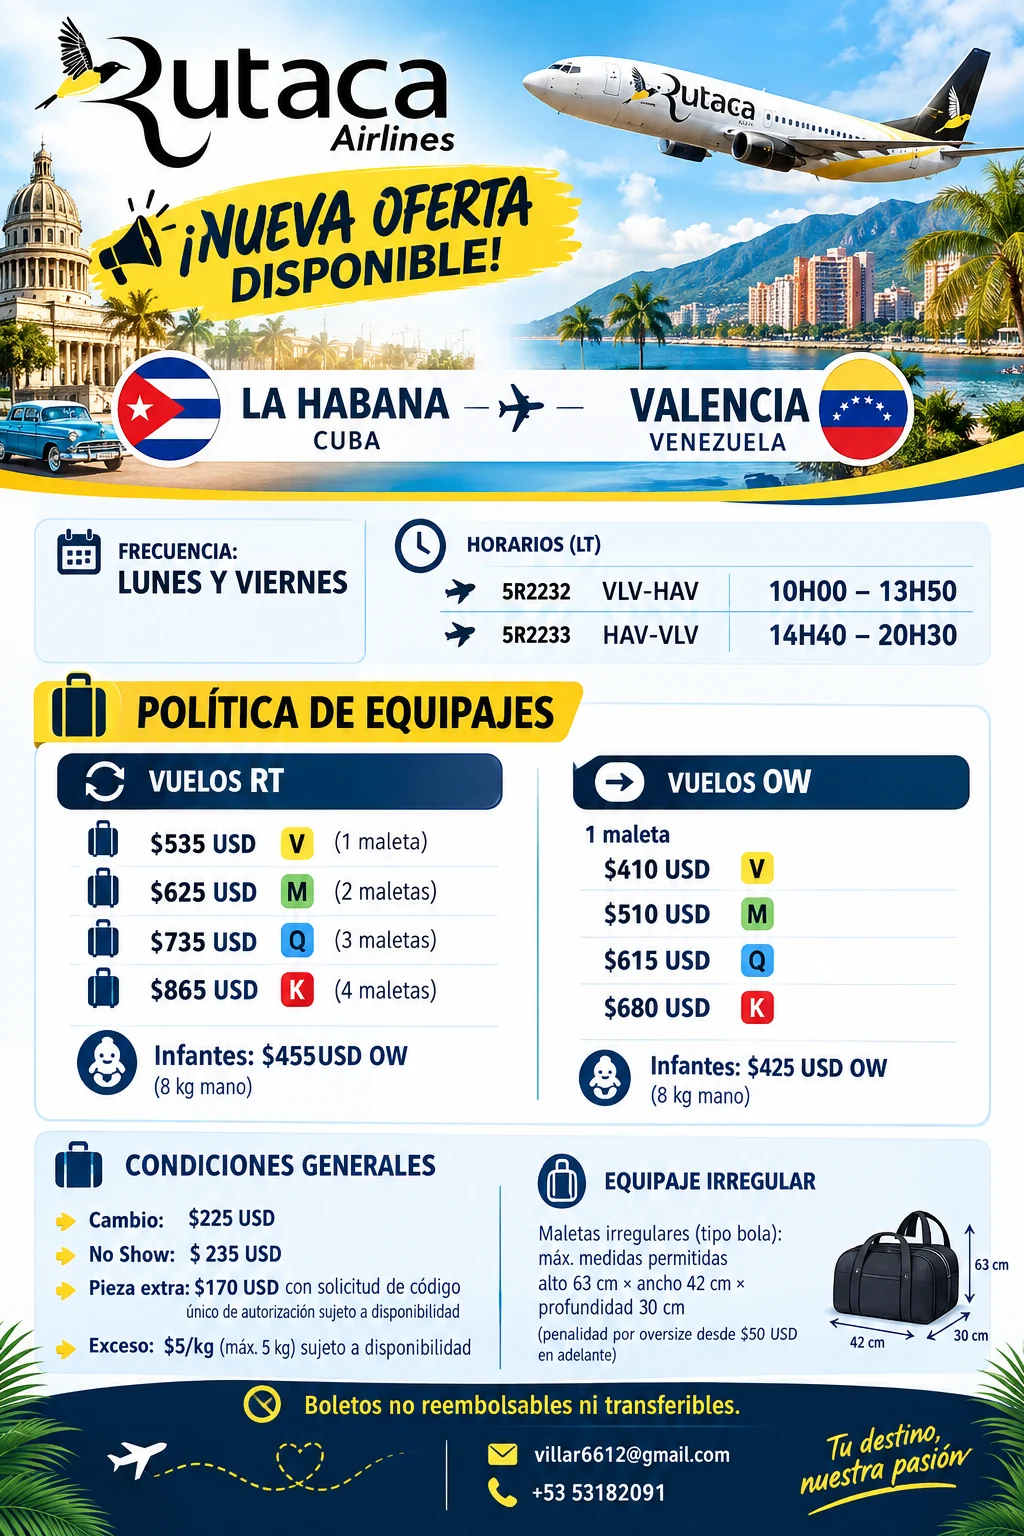 Rutaca
Airlines
Rutaca
¡NUEVA OFERTA
DISPONIBLE!
LA HABANA
CUBA
VALENCIA
VENEZUELA
FRECUENCIA:
LUNES Y VIERNES
HORARIOS (LT)
5R2232 VLV-HAV 10H00 – 13H50
5R2233 HAV-VLV 14H40 – 20H30
POLÍTICA DE EQUIPAJES
VUELOS RT
$535 USD V (1 maleta)
$625 USD M (2 maletas)
$735 USD Q (3 maletas)
$865 USD K (4 maletas)
Infantes: $455USD OW
(8 kg mano)
VUELOS OW
1 maleta
$410 USD V
$510 USD M
$615 USD Q
$680 USD K
Infantes: $425 USD OW
(8 kg mano)
CONDICIONES GENERALES
Cambio: $225 USD
No Show: $ 235 USD
Pieza extra: $170 USD con solicitud de código
único de autorización sujeto a disponibilidad
Exceso: $5/kg (máx. 5 kg) sujeto a disponibilidad
EQUIPAJE IRREGULAR
Maletas irregulares (tipo bola):
máx. medidas permitidas
alto 63 cm × ancho 42 cm ×
profundidad 30 cm
(penalidad por oversize desde $50 USD
en adelante)
63 cm
42 cm
30 cm
Boletos no reembolsables ni transferibles.
villar6612@gmail.com
+53 53182091
Tu destino,
nuestra pasión